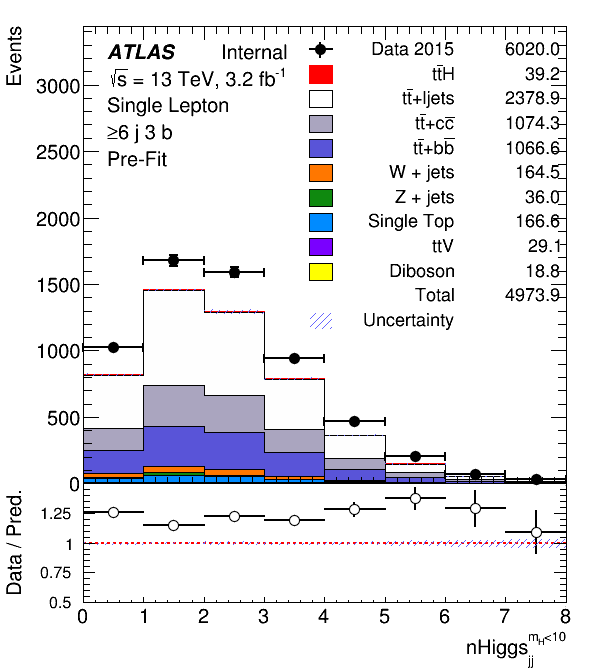 Events
ATLAS Internal
√s = 13 TeV, 3.2 fb-1
Single Lepton
≥6 j 3 b
Pre-Fit
Data 2015 6020.0
tt̄H 39.2
tt̄+ljets 2378.9
tt̄+cc̄ 1074.3
tt̄+bb̄ 1066.6
W + jets 164.5
Z + jets 36.0
Single Top 166.6
ttV 29.1
Diboson 18.8
Total 4973.9
Uncertainty
3000
2500
2000
1500
1000
500
0
Data / Pred.
1.25
1
0.75
0.5
0 1 2 3 4 5 6 7 8
nHiggs jj m_H<10